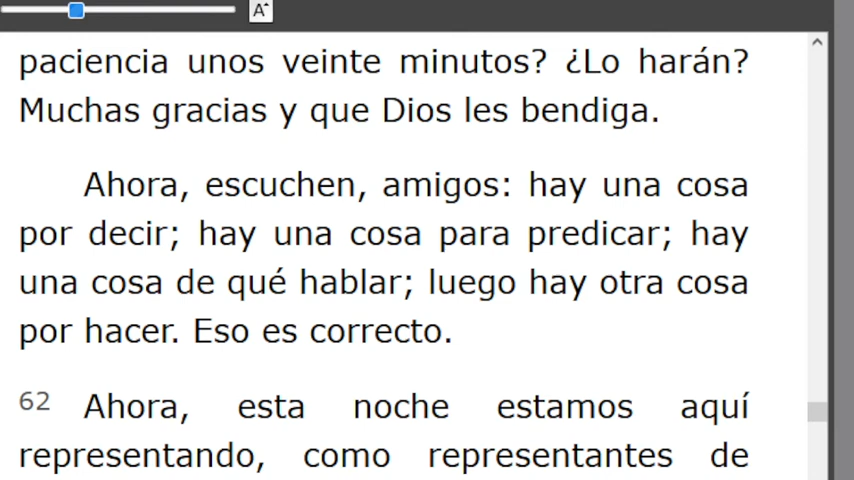 A
paciencia unos veinte minutos? ¿Lo harán?
Muchas gracias y que Dios les bendiga.
Ahora, escuchen, amigos: hay una cosa
por decir; hay una cosa para predicar; hay
una cosa de qué hablar; luego hay otra cosa
por hacer. Eso es correcto.
62 Ahora, esta noche estamos aquí
representando, como representantes de